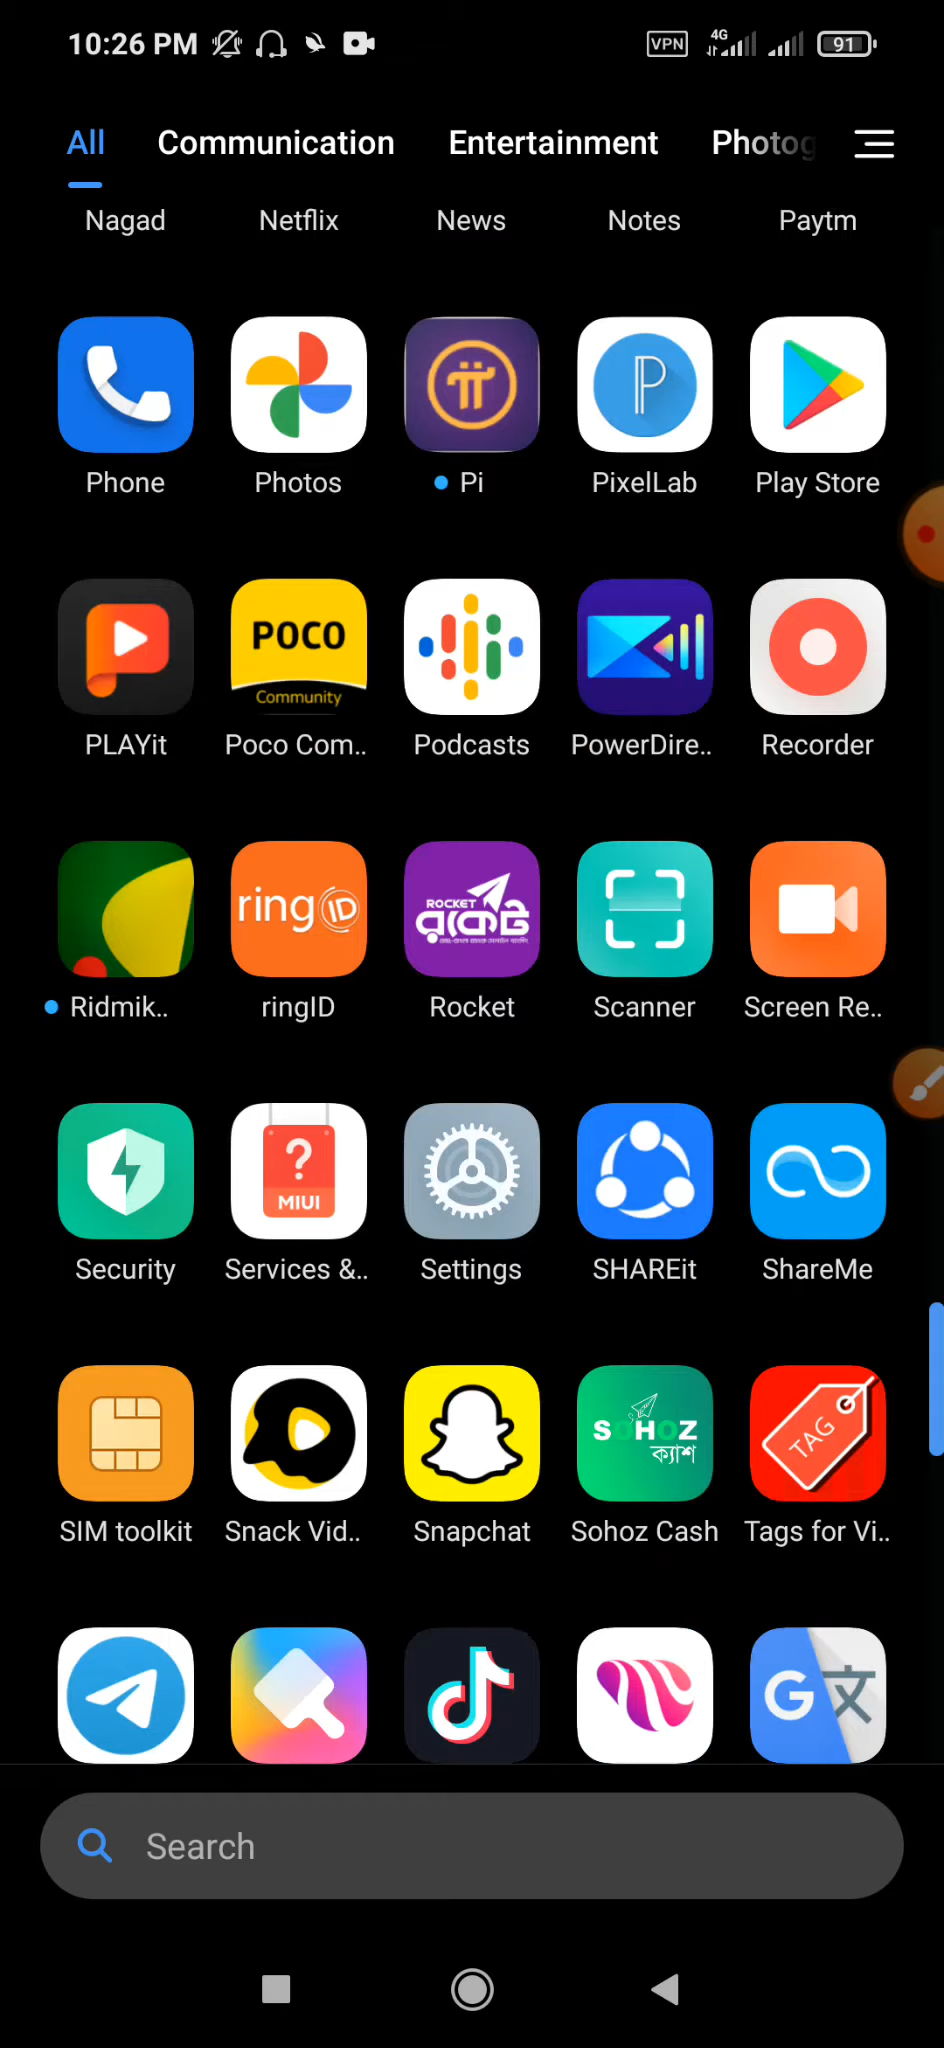 10:26 PM VPN 4G 91
All Communication Entertainment Photog
Nagad Netflix News Notes Paytm
Phone Photos Pi PixelLab Play Store
POCO
Community
PLAYit Poco Com.. Podcasts PowerDire.. Recorder
ringID
ROCKET
রকেট
Ridmik.. ringID Rocket Scanner Screen Re..
MIUI
Security Services &.. Settings SHAREit ShareMe
SOHOZ
ক্যাশ
TAG
SIM toolkit Snack Vid.. Snapchat Sohoz Cash Tags for Vi..
G 文
Search